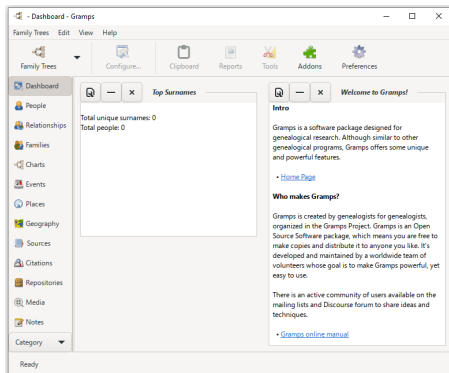 - Dashboard - Gramps
Family Trees Edit View Help
Family Trees Configure... Clipboard Reports Tools Addons Preferences
Dashboard
People
Relationships
Families
Charts
Events
Places
Geography
Sources
Citations
Repositories
Media
Notes
Category
Top Surnames
Total unique surnames: 0
Total people: 0
Welcome to Gramps!
Intro
Gramps is a software package designed for
genealogical research. Although similar to other
genealogical programs, Gramps offers some unique
and powerful features.
• Home Page
Who makes Gramps?
Gramps is created by genealogists for genealogists,
organized in the Gramps Project. Gramps is an Open
Source Software package, which means you are free to
make copies and distribute it to anyone you like. It's
developed and maintained by a worldwide team of
volunteers whose goal is to make Gramps powerful, yet
easy to use.
There is an active community of users available on the
mailing lists and Discourse forum to share ideas and
techniques.
• Gramps online manual
Ready